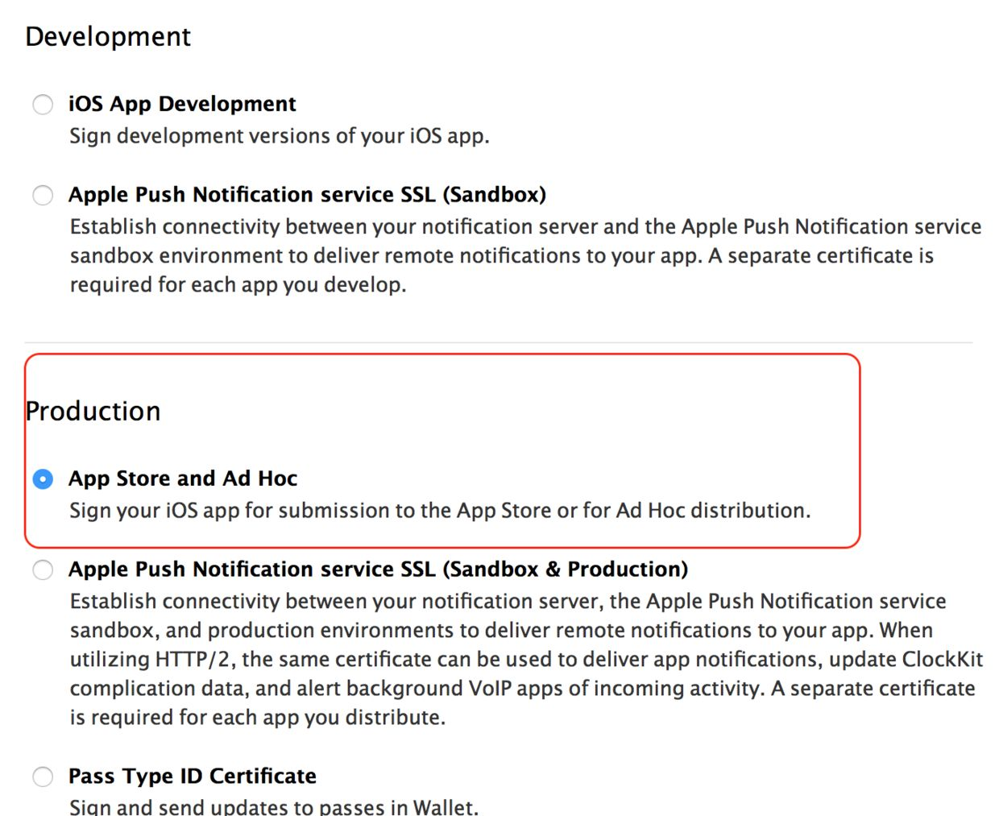 Development
iOS App Development
Sign development versions of your iOS app.
Apple Push Notification service SSL (Sandbox)
Establish connectivity between your notification server and the Apple Push Notification service
sandbox environment to deliver remote notifications to your app. A separate certificate is
required for each app you develop.
Production
App Store and Ad Hoc
Sign your iOS app for submission to the App Store or for Ad Hoc distribution.
Apple Push Notification service SSL (Sandbox & Production)
Establish connectivity between your notification server, the Apple Push Notification service
sandbox, and production environments to deliver remote notifications to your app. When
utilizing HTTP/2, the same certificate can be used to deliver app notifications, update ClockKit
complication data, and alert background VoIP apps of incoming activity. A separate certificate
is required for each app you distribute.
Pass Type ID Certificate
Sign and send updates to passes in Wallet.